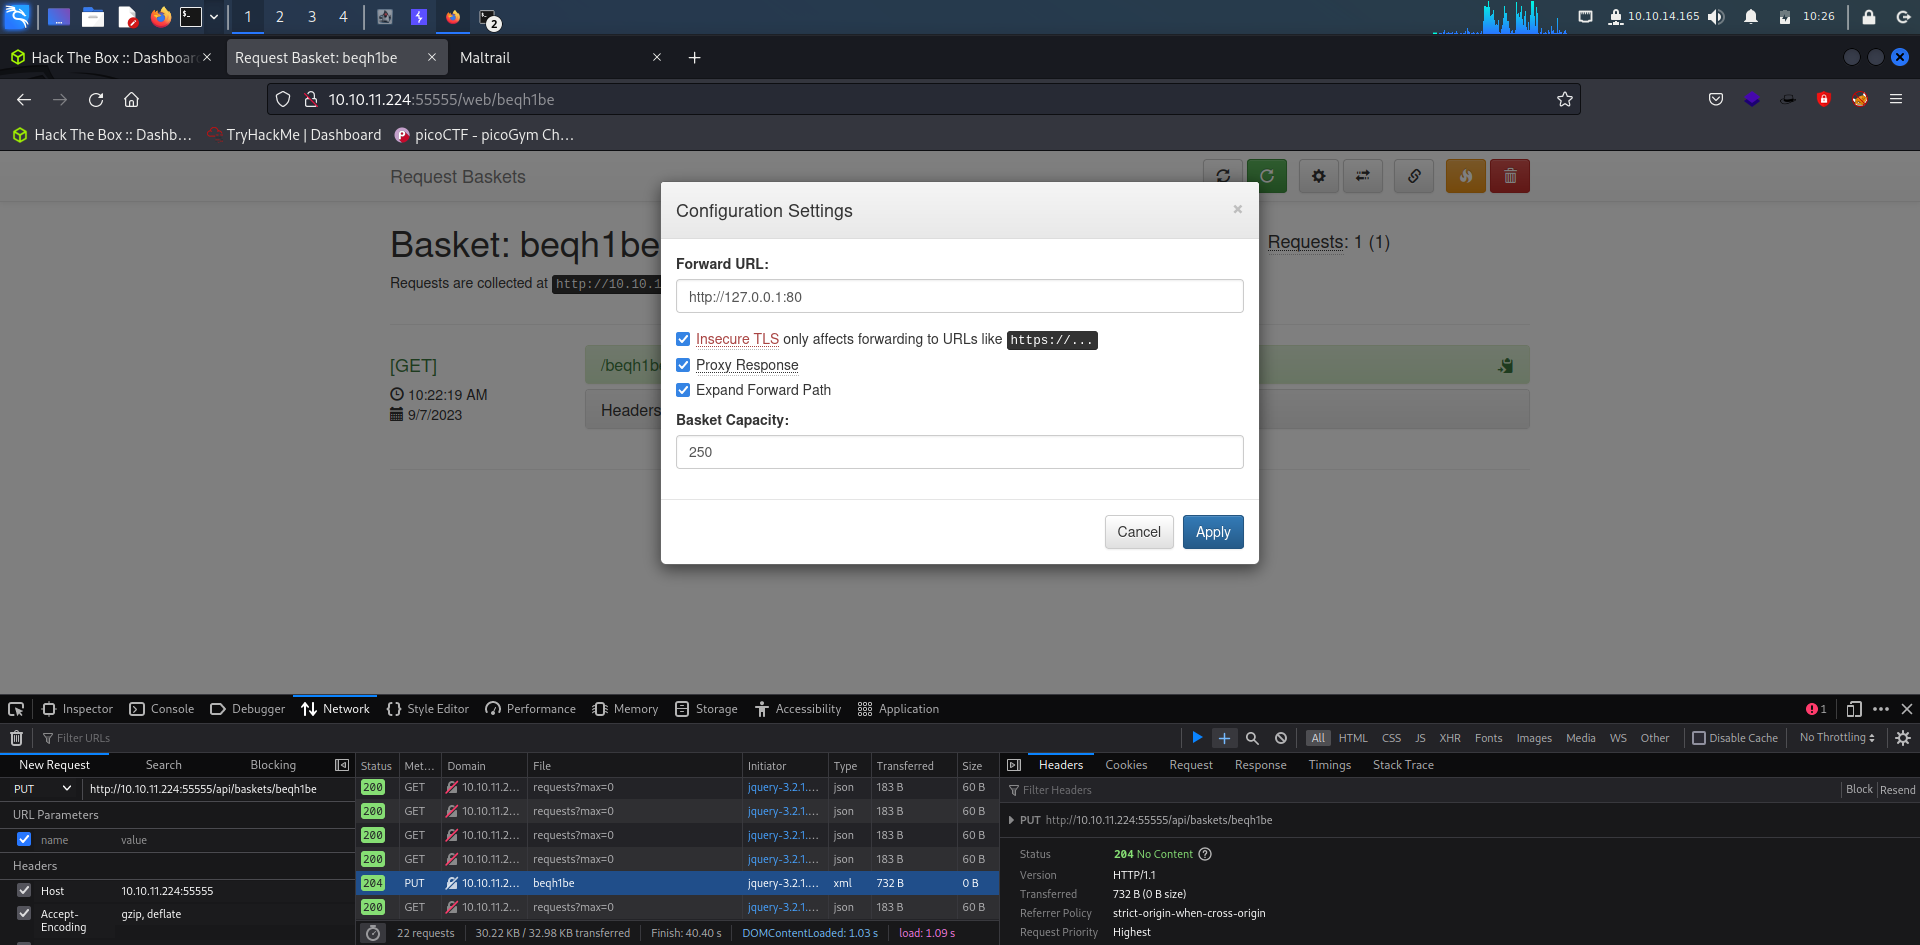 1 2 3 4 2 10.10.14.165 10:26
Hack The Box :: Dashboar Request Basket: beqh1be Maltrail
10.10.11.224:55555/web/beqh1be
Hack The Box :: Dashb… TryHackMe | Dashboard picoCTF - picoGym Ch…
Request Baskets
Configuration Settings
Basket: beqh1be
Requests: 1 (1)
Requests are collected at http://10.10.1
Forward URL:
http://127.0.0.1:80
Insecure TLS only affects forwarding to URLs like https://...
[GET]
/beqh1be
Proxy Response
10:22:19 AM
Expand Forward Path
9/7/2023
Headers
Basket Capacity:
250
Cancel Apply
Inspector Console Debugger Network Style Editor Performance Memory Storage Accessibility Application 1
Filter URLs All HTML CSS JS XHR Fonts Images Media WS Other Disable Cache No Throttling
New Request Search Blocking
PUT http://10.10.11.224:55555/api/baskets/beqh1be
URL Parameters
name value
Headers
Host 10.10.11.224:55555
Accept-Encoding gzip, deflate
Status Met… Domain File Initiator Type Transferred Size
200 GET 10.10.11.2… requests?max=0 jquery-3.2.1.… json 183 B 60 B
200 GET 10.10.11.2… requests?max=0 jquery-3.2.1.… json 183 B 60 B
200 GET 10.10.11.2… requests?max=0 jquery-3.2.1.… json 183 B 60 B
200 GET 10.10.11.2… requests?max=0 jquery-3.2.1.… json 183 B 60 B
204 PUT 10.10.11.2… beqh1be jquery-3.2.1.… xml 732 B 0 B
200 GET 10.10.11.2… requests?max=0 jquery-3.2.1.… json 183 B 60 B
22 requests 30.22 KB / 32.98 KB transferred Finish: 40.40 s DOMContentLoaded: 1.03 s load: 1.09 s
Headers Cookies Request Response Timings Stack Trace
Filter Headers Block Resend
PUT http://10.10.11.224:55555/api/baskets/beqh1be
Status 204 No Content
Version HTTP/1.1
Transferred 732 B (0 B size)
Referrer Policy strict-origin-when-cross-origin
Request Priority Highest